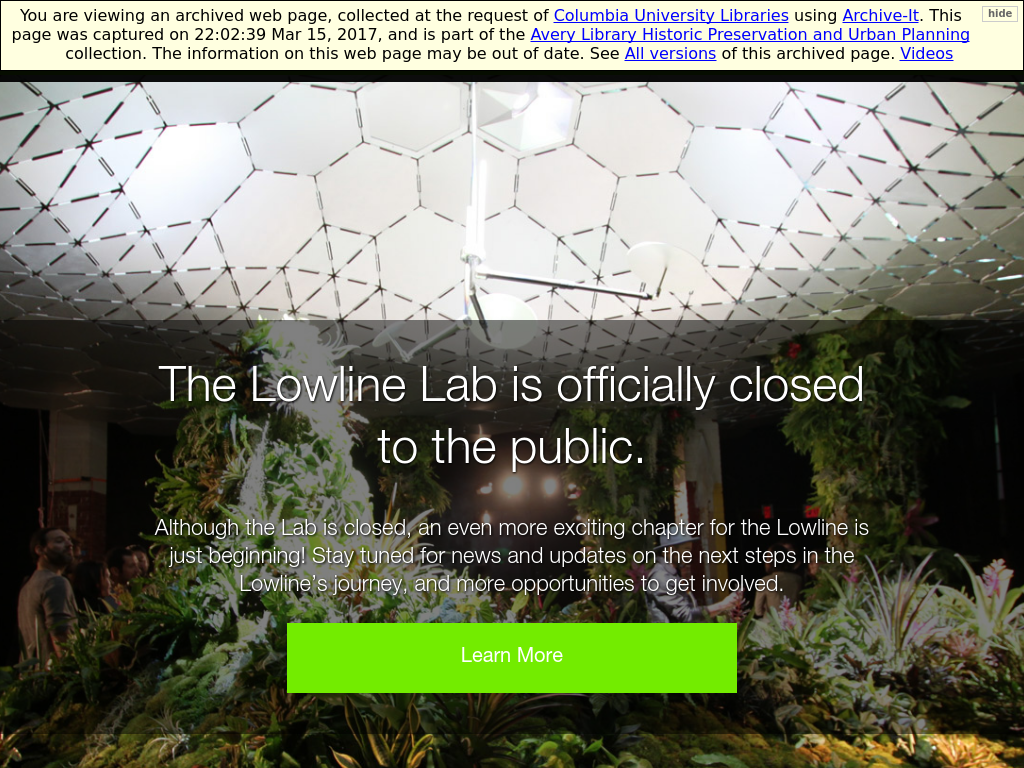 You are viewing an archived web page, collected at the request of Columbia University Libraries using Archive-It. This
page was captured on 22:02:39 Mar 15, 2017, and is part of the Avery Library Historic Preservation and Urban Planning
collection. The information on this web page may be out of date. See All versions of this archived page. Videos
hide
The Lowline Lab is officially closed
to the public.
Although the Lab is closed, an even more exciting chapter for the Lowline is
just beginning! Stay tuned for news and updates on the next steps in the
Lowline's journey, and more opportunities to get involved.
Learn More